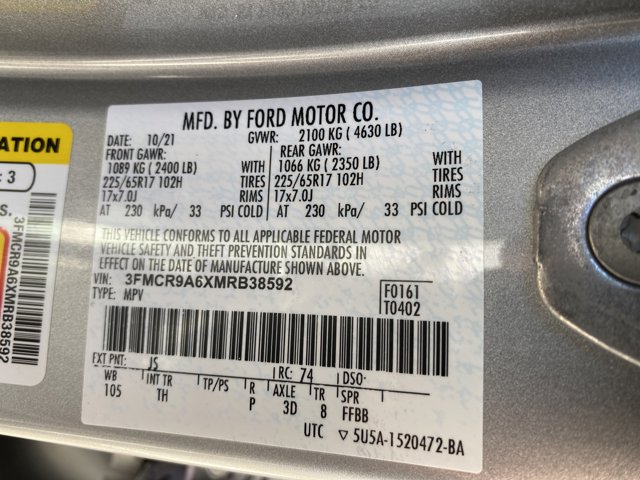 MFD. BY FORD MOTOR CO.
DATE: 10/21 GVWR: 2100 KG ( 4630 LB)
FRONT GAWR: REAR GAWR:
1089 KG ( 2400 LB) WITH 1066 KG ( 2350 LB) WITH
225/65R17 102H TIRES 225/65R17 102H TIRES
17x7.0J RIMS 17x7.0J RIMS
AT 230 kPa/ 33 PSI COLD AT 230 kPa/ 33 PSI COLD
THIS VEHICLE CONFORMS TO ALL APPLICABLE FEDERAL MOTOR
VEHICLE SAFETY AND THEFT PREVENTION STANDARDS IN
EFFECT ON THE DATE OF MANUFACTURE SHOWN ABOVE.
VIN: 3FMCR9A6XMRB38592
TYPE: MPV
F0161
T0402
EXT PNT: JS RC: 74 DSO:
WB INT TR TP/PS R AXLE TR SPR
105 TH P 3D 8 FFBB
UTC ▽ 5U5A-1520472-BA
: 3
S.
3FMCR9A6XMRB38592